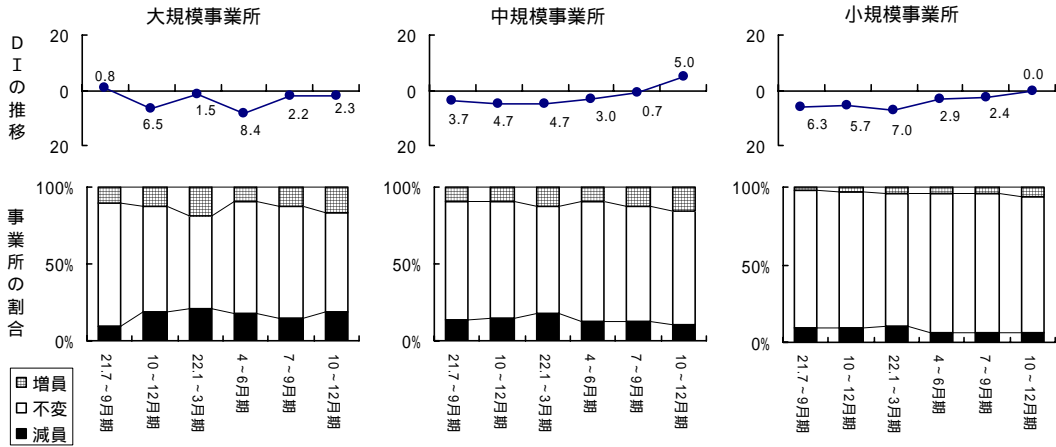 大規模事業所
中規模事業所
小規模事業所
DIの推移
20
0
20
0.8
6.5
1.5
8.4
2.2
2.3
20
0
20
3.7
4.7
4.7
3.0
0.7
5.0
20
0
20
6.3
5.7
7.0
2.9
2.4
0.0
事業所の割合
100%
50%
0%
21.7~9月期
10~12月期
22.1~3月期
4~6月期
7~9月期
10~12月期
100%
50%
0%
21.7~9月期
10~12月期
22.1~3月期
4~6月期
7~9月期
10~12月期
100%
50%
0%
21.7~9月期
10~12月期
22.1~3月期
4~6月期
7~9月期
10~12月期
増員
不変
減員